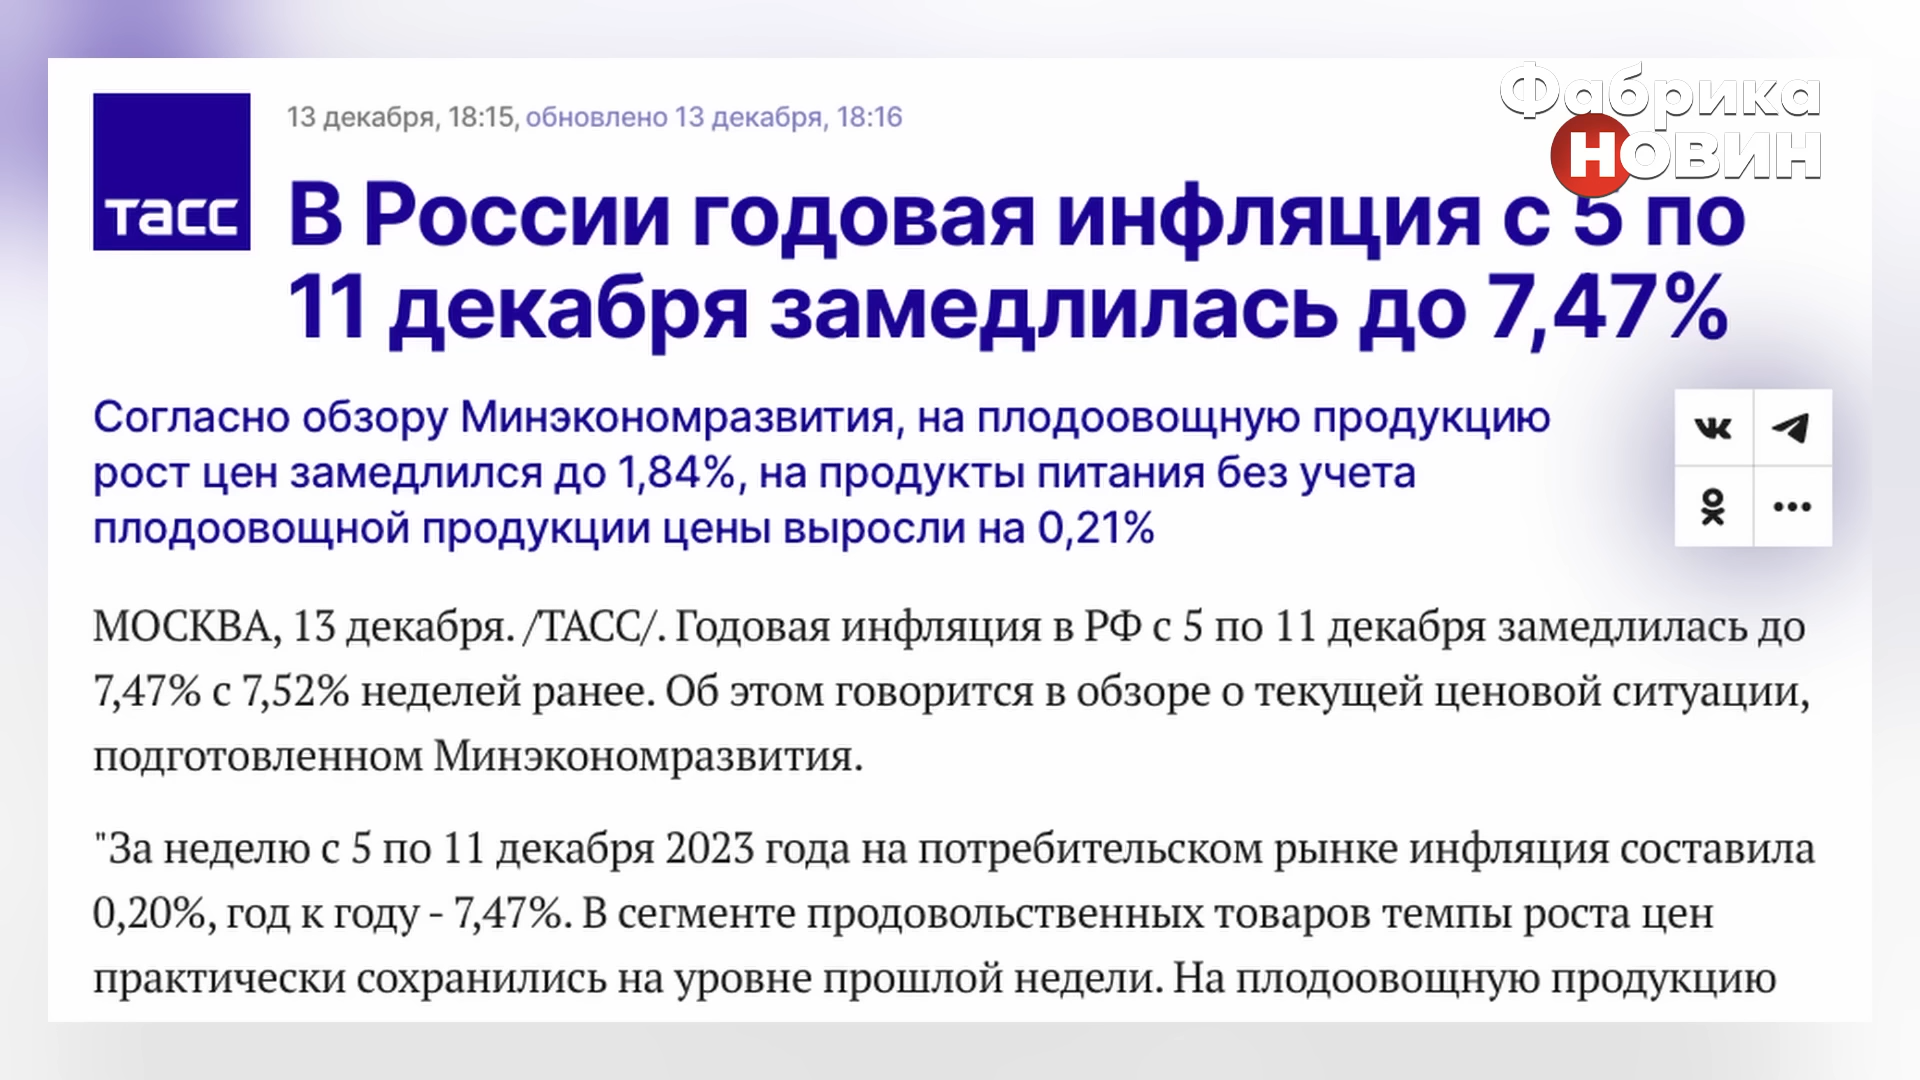 Фабрика
новин
тасс
13 декабря, 18:15, обновлено 13 декабря, 18:16
В России годовая инфляция с 5 по
11 декабря замедлилась до 7,47%
Согласно обзору Минэкономразвития, на плодоовощную продукцию
рост цен замедлился до 1,84%, на продукты питания без учета
плодоовощной продукции цены выросли на 0,21%
МОСКВА, 13 декабря. /ТАСС/. Годовая инфляция в РФ с 5 по 11 декабря замедлилась до
7,47% с 7,52% неделей ранее. Об этом говорится в обзоре о текущей ценовой ситуации,
подготовленном Минэкономразвития.
"За неделю с 5 по 11 декабря 2023 года на потребительском рынке инфляция составила
0,20%, год к году - 7,47%. В сегменте продовольственных товаров темпы роста цен
практически сохранились на уровне прошлой недели. На плодоовощную продукцию